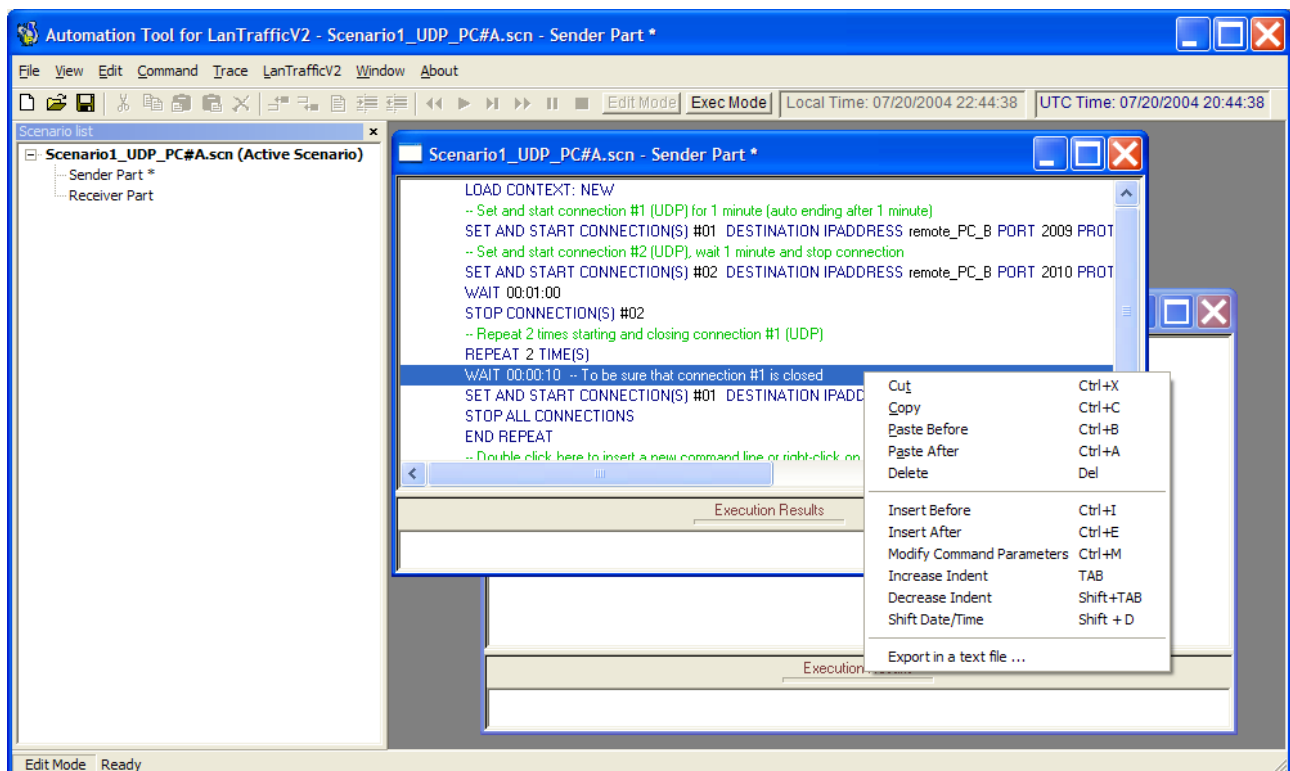 Automation Tool for LanTrafficV2 - Scenario1_UDP_PC#A.scn - Sender Part *
File View Edit Command Trace LanTrafficV2 Window About
Edit Mode Exec Mode Local Time: 07/20/2004 22:44:38 UTC Time: 07/20/2004 20:44:38
Scenario list
Scenario1_UDP_PC#A.scn (Active Scenario)
Sender Part *
Receiver Part
Scenario1_UDP_PC#A.scn - Sender Part *
LOAD CONTEXT: NEW
-- Set and start connection #1 (UDP) for 1 minute (auto ending after 1 minute)
SET AND START CONNECTION(S) #01 DESTINATION IPADDRESS remote_PC_B PORT 2009 PROT
-- Set and start connection #2 (UDP), wait 1 minute and stop connection
SET AND START CONNECTION(S) #02 DESTINATION IPADDRESS remote_PC_B PORT 2010 PROT
WAIT 00:01:00
STOP CONNECTION(S) #02
-- Repeat 2 times starting and closing connection #1 (UDP)
REPEAT 2 TIME(S)
WAIT 00:00:10 -- To be sure that connection #1 is closed
SET AND START CONNECTION(S) #01 DESTINATION IPADD
STOP ALL CONNECTIONS
END REPEAT
-- Double click here to insert a new command line or right-click on
Execution Results
Cut Ctrl+X
Copy Ctrl+C
Paste Before Ctrl+B
Paste After Ctrl+A
Delete Del
Insert Before Ctrl+I
Insert After Ctrl+E
Modify Command Parameters Ctrl+M
Increase Indent TAB
Decrease Indent Shift+TAB
Shift Date/Time Shift + D
Export in a text file ...
Execution
Edit Mode Ready